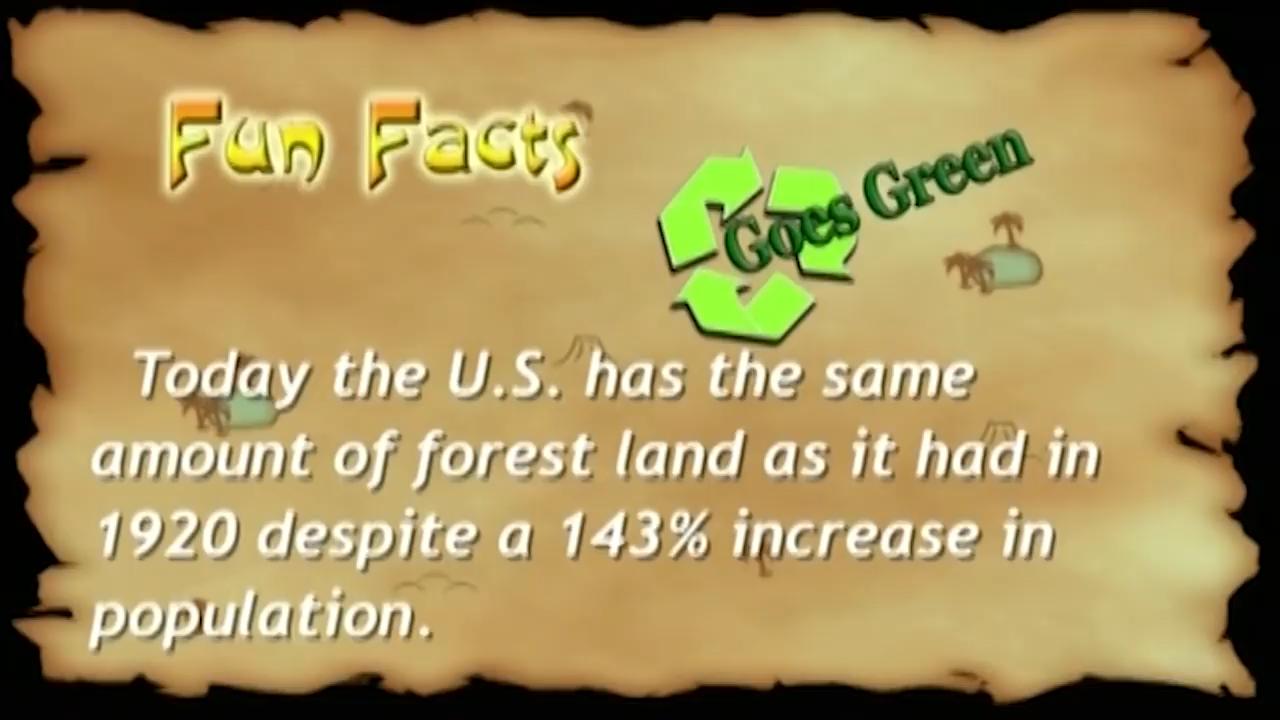 Fun Facts
Goes Green
Today the U.S. has the same
amount of forest land as it had in
1920 despite a 143% increase in
population.